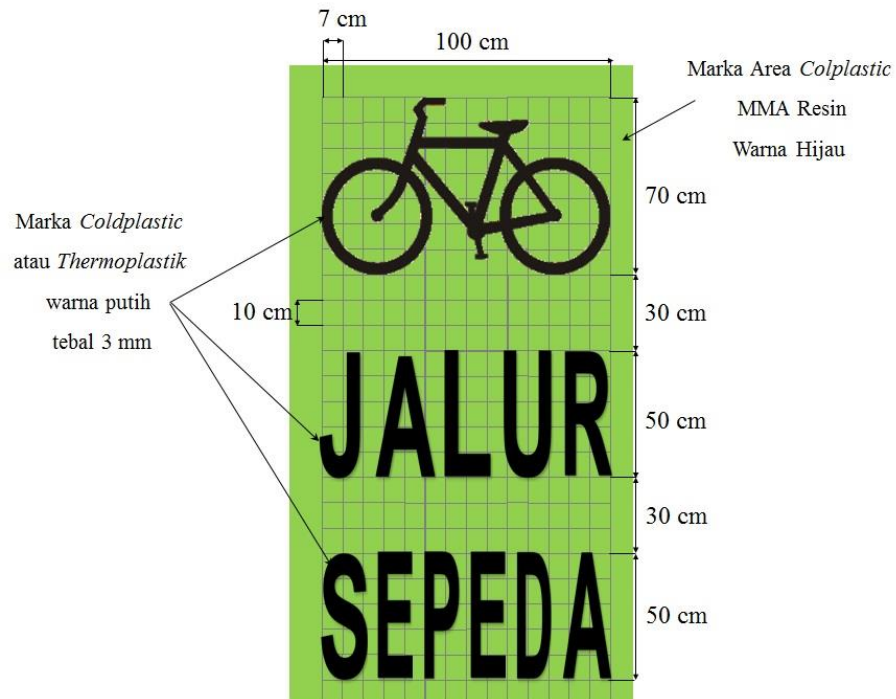 7 cm
100 cm
Marka Area Colplastic
MMA Resin
Warna Hijau
70 cm
Marka Coldplastic
atau Thermoplastik
warna putih
tebal 3 mm
10 cm
30 cm
JALUR
50 cm
30 cm
SEPEDA
50 cm